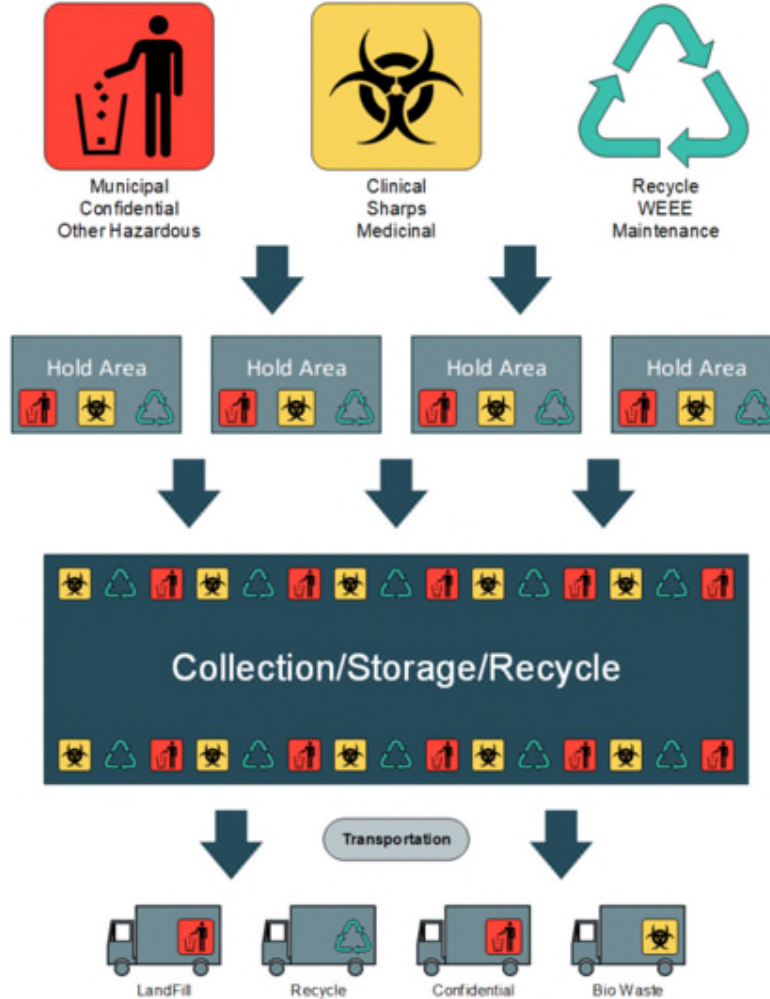 Municipal
Confidential
Other Hazardous
Clinical
Sharps
Medicinal
Recycle
WEEE
Maintenance
Hold Area
Hold Area
Hold Area
Hold Area
Collection/Storage/Recycle
Transportation
LandFill
Recycle
Confidential
Bio Waste